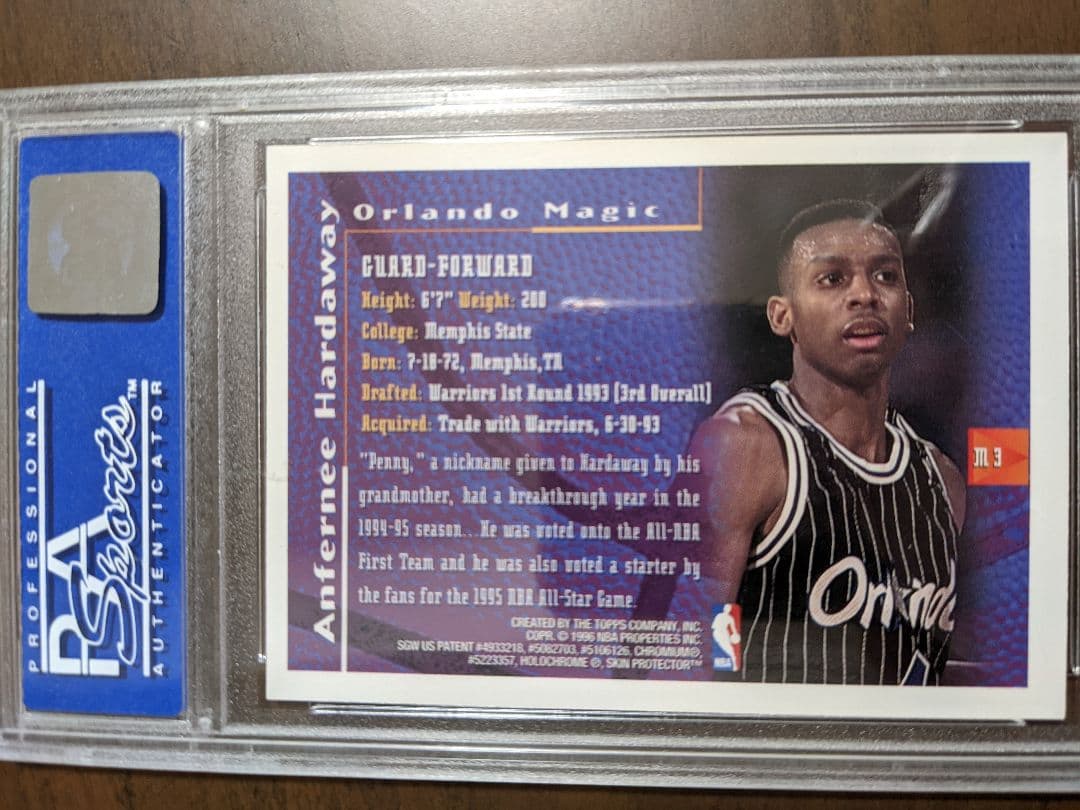 PROFESSIONAL
PSA Sports™
AUTHENTICATOR
Anfernee Hardaway
Orlando Magic
GUARD-FORWARD
Height: 6'7" Weight: 200
College: Memphis State
Born: 7-18-72, Memphis, TN
Drafted: Warriors 1st Round 1993 (3rd Overall)
Acquired: Trade with Warriors, 6-30-93
"Penny," a nickname given to Hardaway by his
grandmother, had a breakthrough year in the
1994-95 season... He was voted onto the All-NBA
First Team and he was also voted a starter by
the fans for the 1995 NBA All-Star Game.
CREATED BY THE TOPPS COMPANY, INC.
COPR. © 1996 NBA PROPERTIES INC.
SGW US PATENT #4933218, #5082703, #5106126, CHROMIUM®,
#5223357, HOLOCHROME ®, SKIN PROTECTOR™
NBA
M 3
Orlando